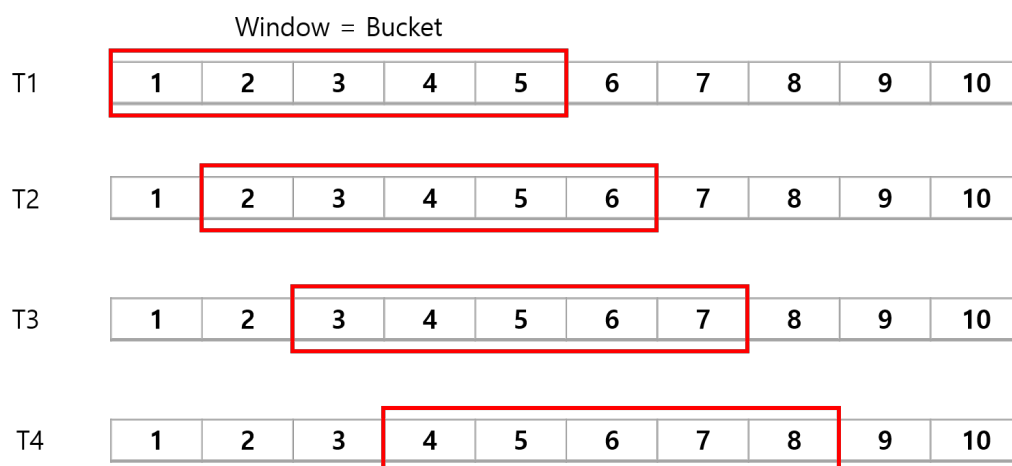 Window = Bucket
T1 1 2 3 4 5 6 7 8 9 10
T2 1 2 3 4 5 6 7 8 9 10
T3 1 2 3 4 5 6 7 8 9 10
T4 1 2 3 4 5 6 7 8 9 10